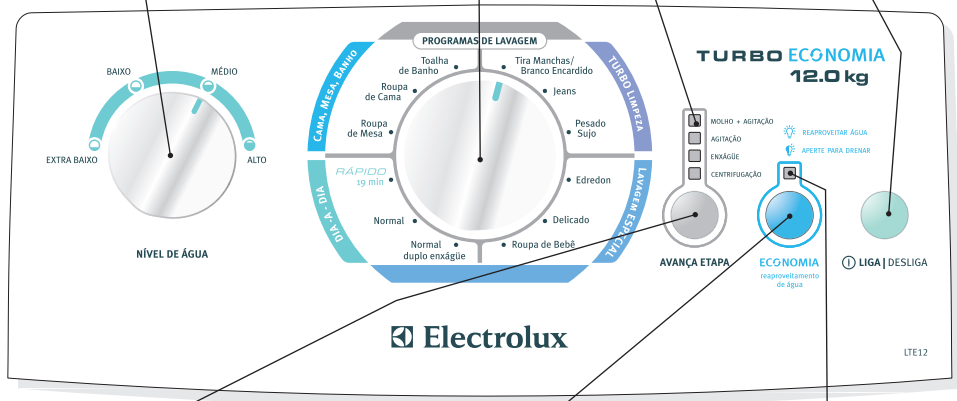 PROGRAMAS DE LAVAGEM
CAMA, MESA, BANHO
TURBO LIMPEZA
DIA - A - DIA
LAVAGEM ESPECIAL
Toalha
de Banho
Roupa
de Cama
Roupa
de Mesa
RÁPIDO
19 min
Normal
Normal
duplo enxágüe
Tira Manchas/
Branco Encardido
Jeans
Pesado
Sujo
Edredon
Delicado
Roupa de Bebê
BAIXO
MÉDIO
EXTRA BAIXO
ALTO
NÍVEL DE ÁGUA
TURBO ECONOMIA
12.0 kg
MOLHO + AGITAÇÃO
AGITAÇÃO
ENXÁGÜE
CENTRIFUGAÇÃO
REAPROVEITAR ÁGUA
APERTE PARA DRENAR
AVANÇA ETAPA
ECONOMIA
reaproveitamento
de água
LIGA | DESLIGA
Electrolux
LTE12